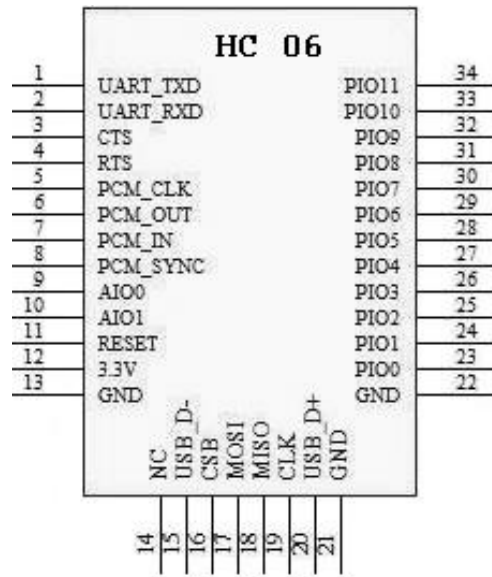 HC 06
1 UART_TXD PIO11 34
2 UART_RXD PIO10 33
3 CTS PIO9 32
4 RTS PIO8 31
5 PCM_CLK PIO7 30
6 PCM_OUT PIO6 29
7 PCM_IN PIO5 28
8 PCM_SYNC PIO4 27
9 AIO0 PIO3 26
10 AIO1 PIO2 25
11 RESET PIO1 24
12 3.3V PIO0 23
13 GND GND 22
NC
USB_D-
CSB
MOSI
MISO
CLK
USB_D+
GND
14
15
16
17
18
19
20
21